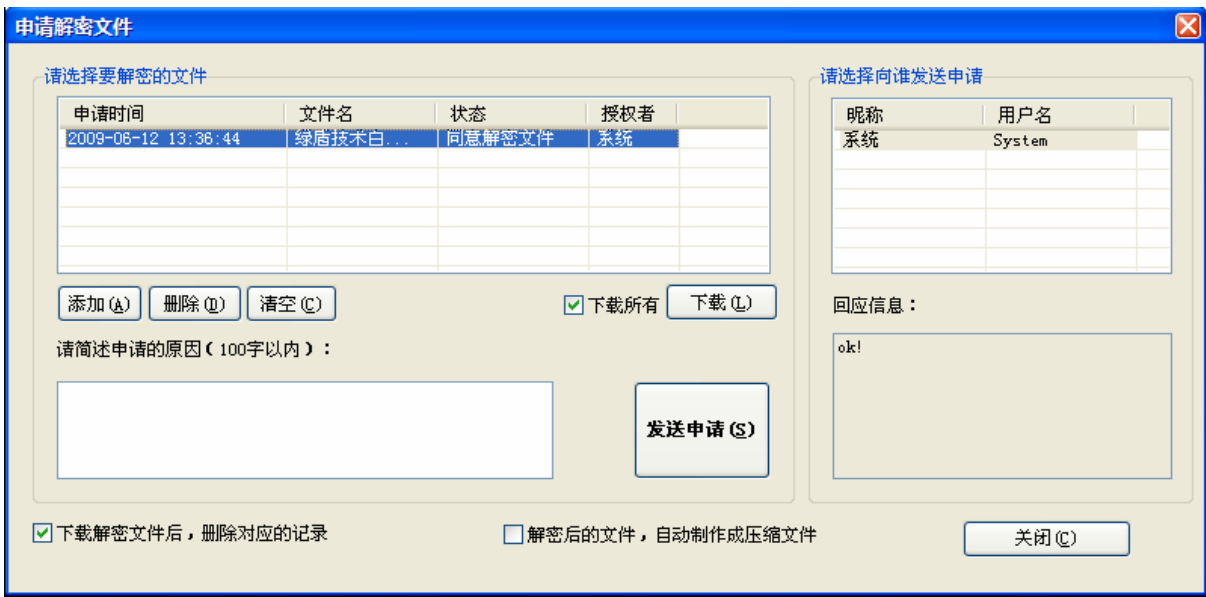 申请解密文件
请选择要解密的文件
申请时间 文件名 状态 授权者
2009-06-12 13:36:44 绿盾技术白... 同意解密文件 系统
添加(A) 删除(D) 清空(C) 下载所有 下载(L)
请简述申请的原因(100字以内):
发送申请(S)
请选择向谁发送申请
昵称 用户名
系统 System
回应信息:
ok!
下载解密文件后,删除对应的记录 解密后的文件,自动制作成压缩文件 关闭(C)